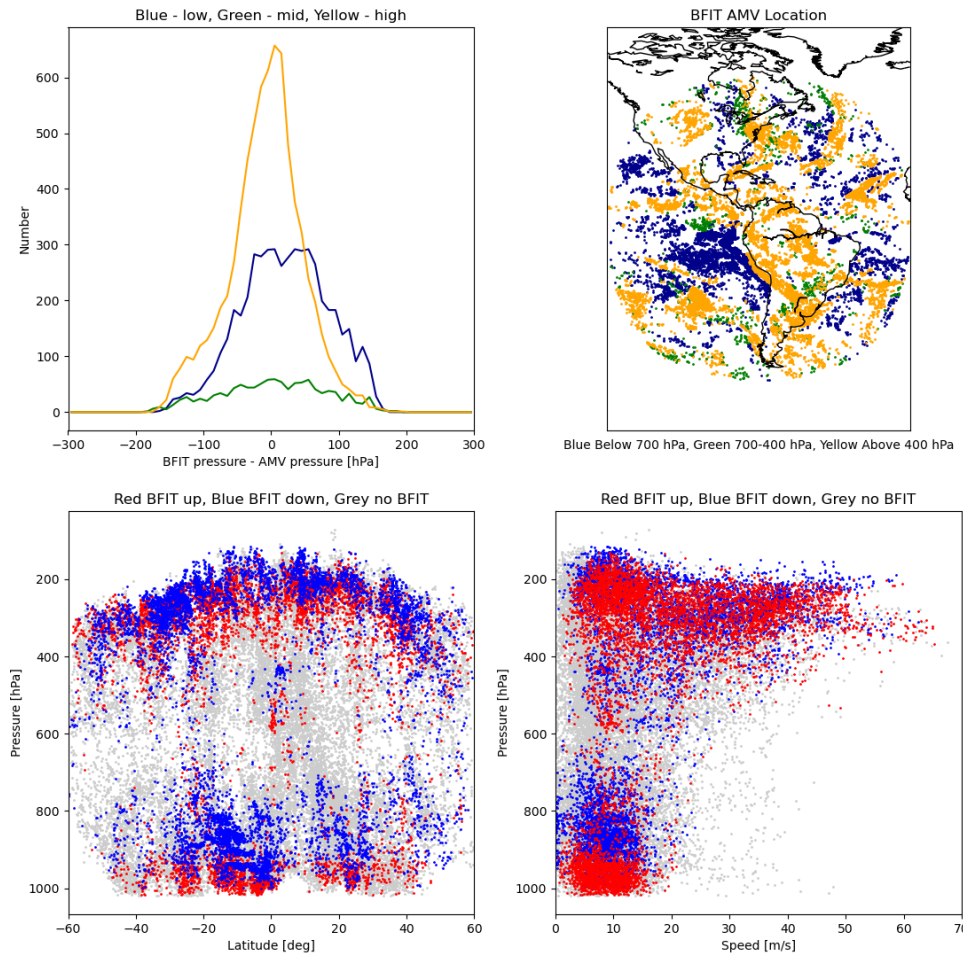 Blue - low, Green - mid, Yellow - high
600
500
400
300
200
100
0
Number
−300 −200 −100 0 100 200 300
BFIT pressure - AMV pressure [hPa]
BFIT AMV Location
Blue Below 700 hPa, Green 700-400 hPa, Yellow Above 400 hPa
Red BFIT up, Blue BFIT down, Grey no BFIT
200
400
600
800
1000
Pressure [hPa]
−60 −40 −20 0 20 40 60
Latitude [deg]
Red BFIT up, Blue BFIT down, Grey no BFIT
200
400
600
800
1000
Pressure [hPa]
0 10 20 30 40 50 60
Speed [m/s]